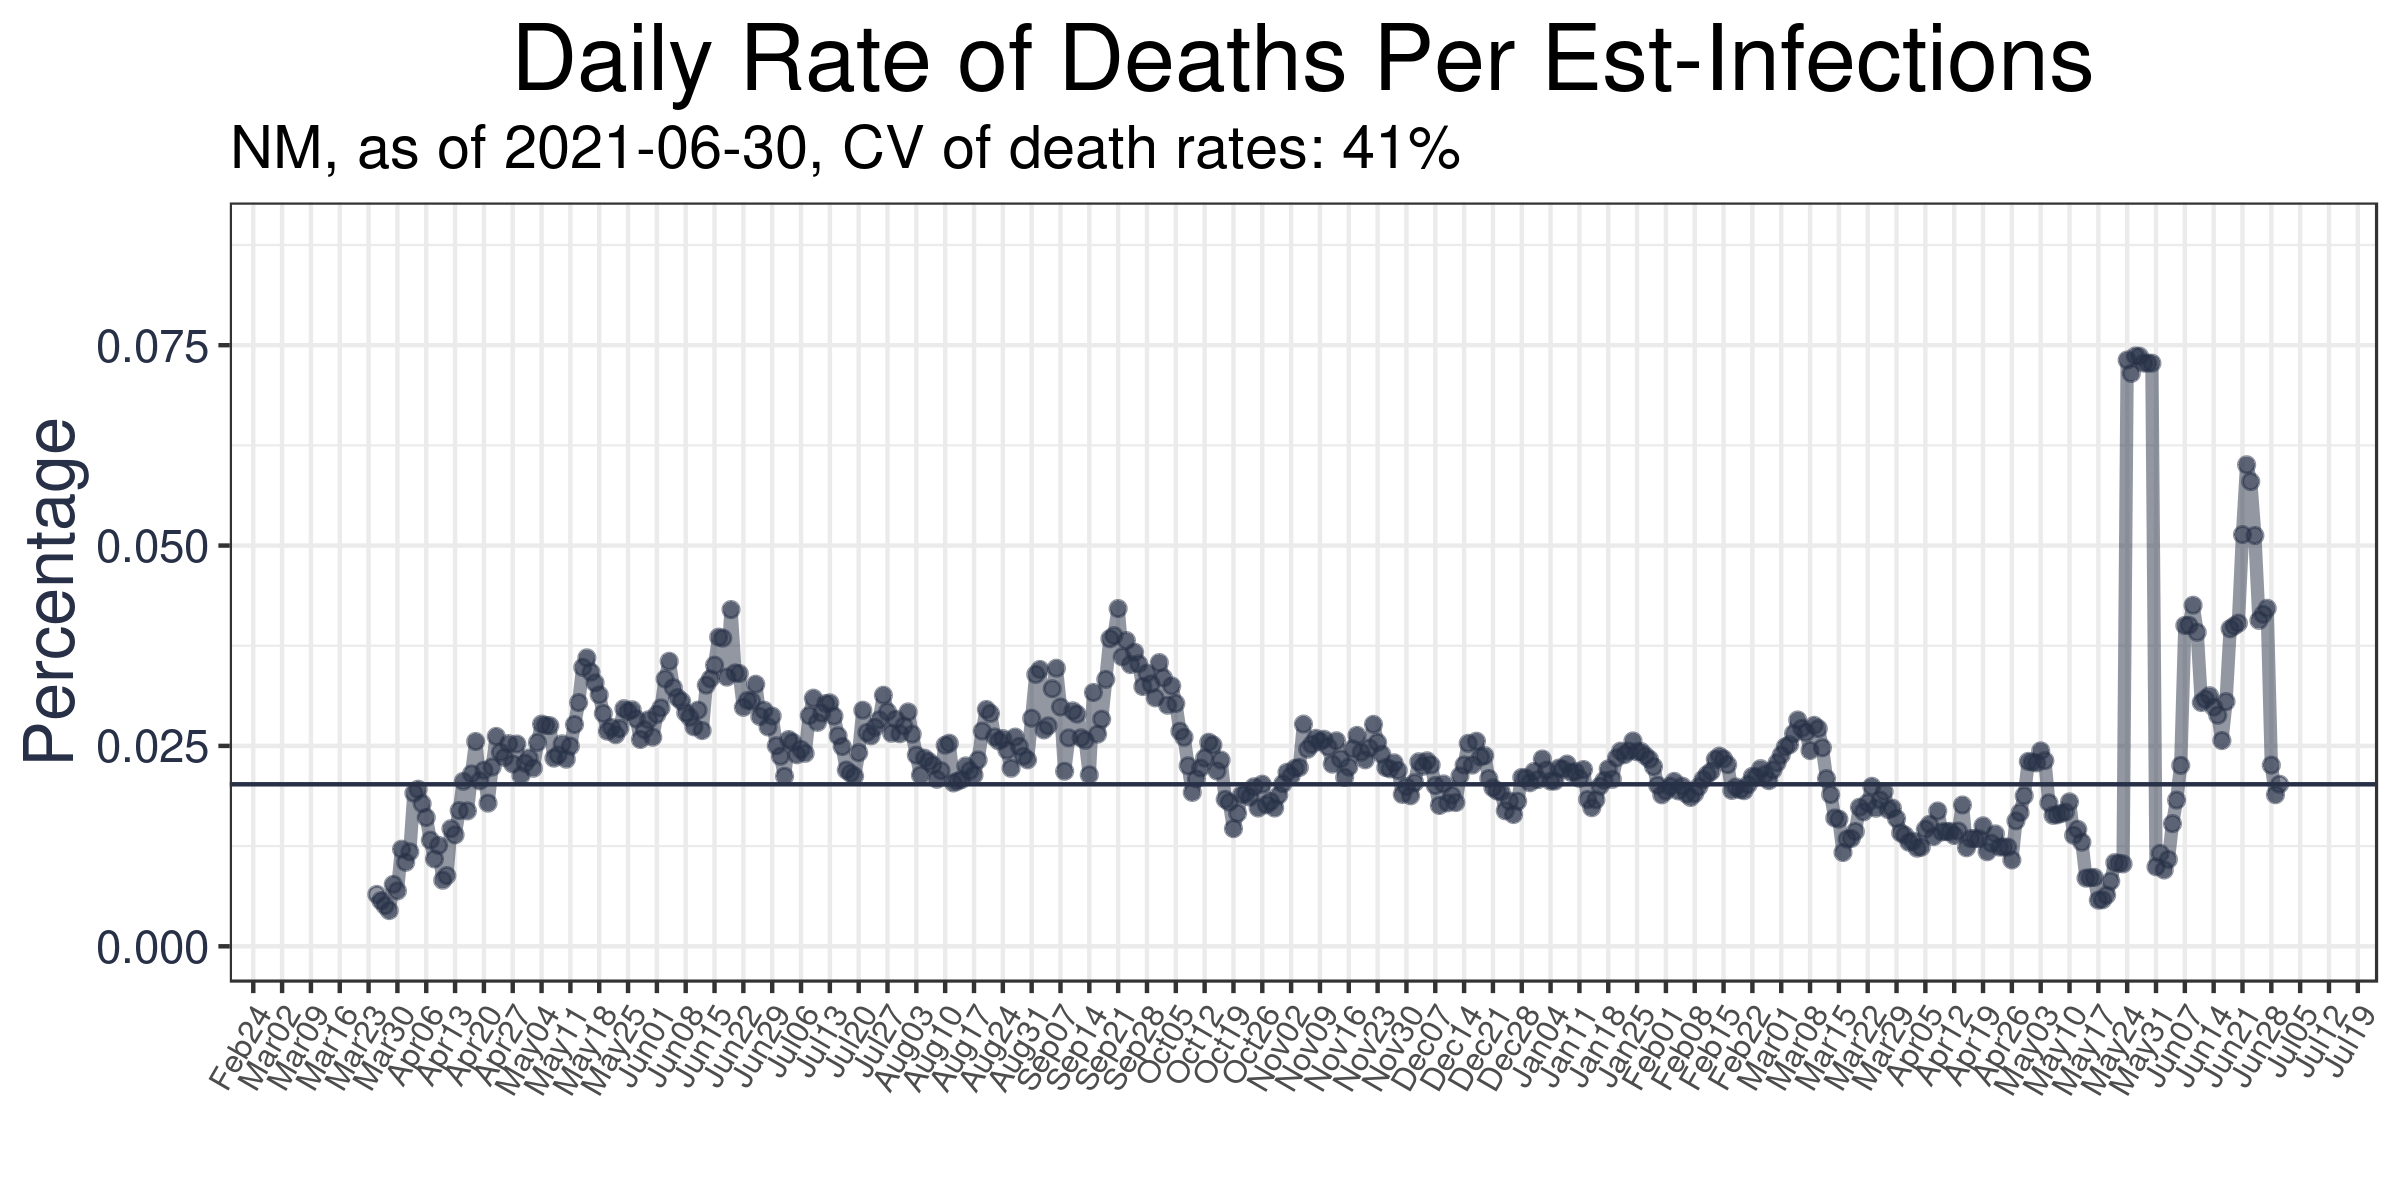 Daily Rate of Deaths Per Est-Infections
NM, as of 2021-06-30, CV of death rates: 41%
Percentage
0.075
0.050
0.025
0.000
Feb24
Mar02
Mar09
Mar16
Mar23
Mar30
Apr06
Apr13
Apr20
Apr27
May04
May11
May18
May25
Jun01
Jun08
Jun15
Jun22
Jun29
Jul06
Jul13
Jul20
Jul27
Aug03
Aug10
Aug17
Aug24
Aug31
Sep07
Sep14
Sep21
Sep28
Oct05
Oct12
Oct19
Oct26
Nov02
Nov09
Nov16
Nov23
Nov30
Dec07
Dec14
Dec21
Dec28
Jan04
Jan11
Jan18
Jan25
Feb01
Feb08
Feb15
Feb22
Mar01
Mar08
Mar15
Mar22
Mar29
Apr05
Apr12
Apr19
Apr26
May03
May10
May17
May24
May31
Jun07
Jun14
Jun21
Jun28
Jul05
Jul12
Jul19